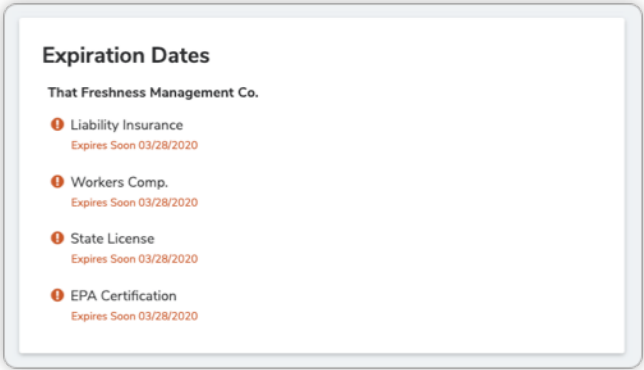 Expiration Dates
That Freshness Management Co.
Liability Insurance
Expires Soon 03/28/2020
Workers Comp.
Expires Soon 03/28/2020
State License
Expires Soon 03/28/2020
EPA Certification
Expires Soon 03/28/2020